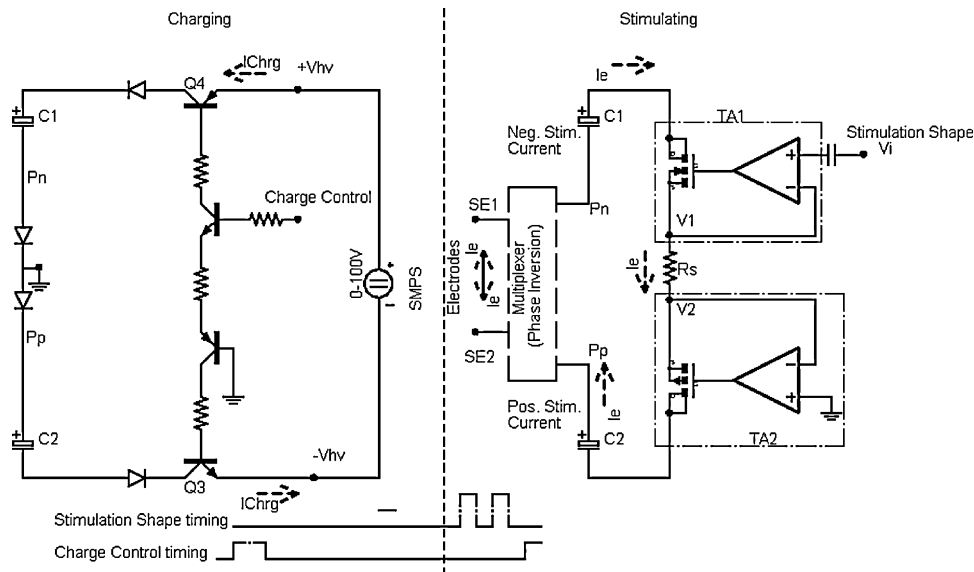 Charging
Stimulating
IChrg
+Vhv
Q4
+
C1
Pn
Charge Control
0-100V
+
SMPS
Pp
+
C2
Q3
-Vhv
IChrg
Ie
+
C1
Neg. Stim.
Current
TA1
Stimulation Shape
Vi
+
-
SE1
Pn
V1
Electrodes
Ie
Ie
Multiplexer
(Phase Inversion)
Ie
Rs
V2
SE2
Pp
Ie
-
+
Pos. Stim.
Current
+
C2
TA2
Stimulation Shape timing
Charge Control timing